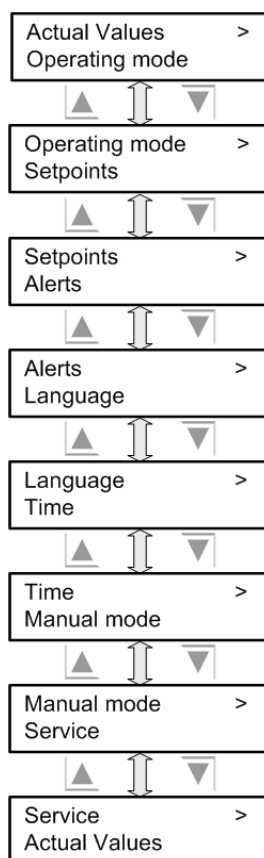 Actual Values >
Operating mode
Operating mode >
Setpoints
Setpoints >
Alerts
Alerts >
Language
Language >
Time
Time >
Manual mode
Manual mode >
Service
Service >
Actual Values